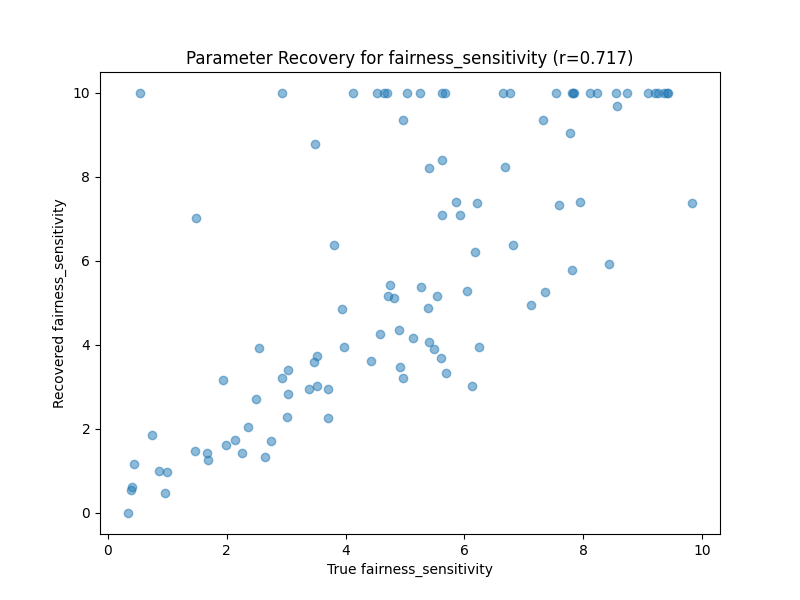 Parameter Recovery for fairness_sensitivity (r=0.717)
Recovered fairness_sensitivity
10
8
6
4
2
0
0 2 4 6 8 10
True fairness_sensitivity